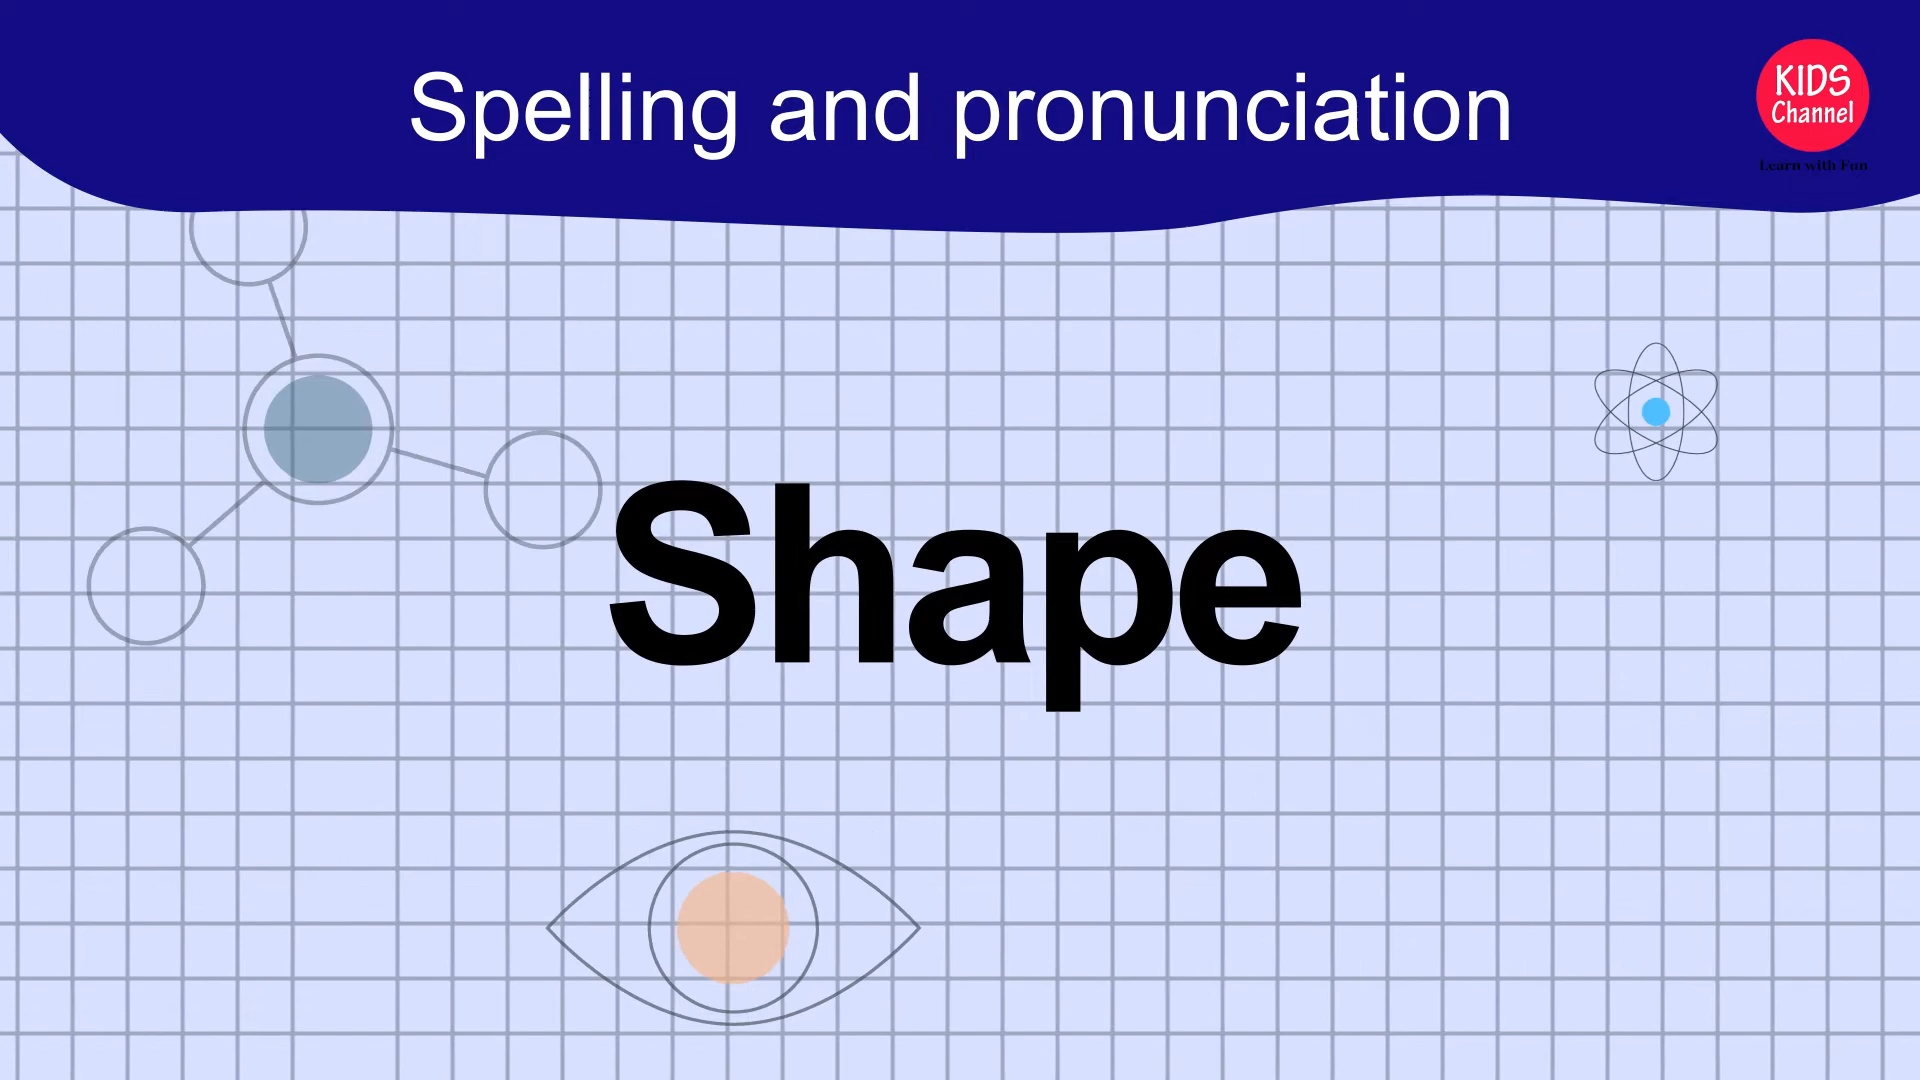 Spelling and pronunciation
KIDS
Channel
Learn with Fun
Shape